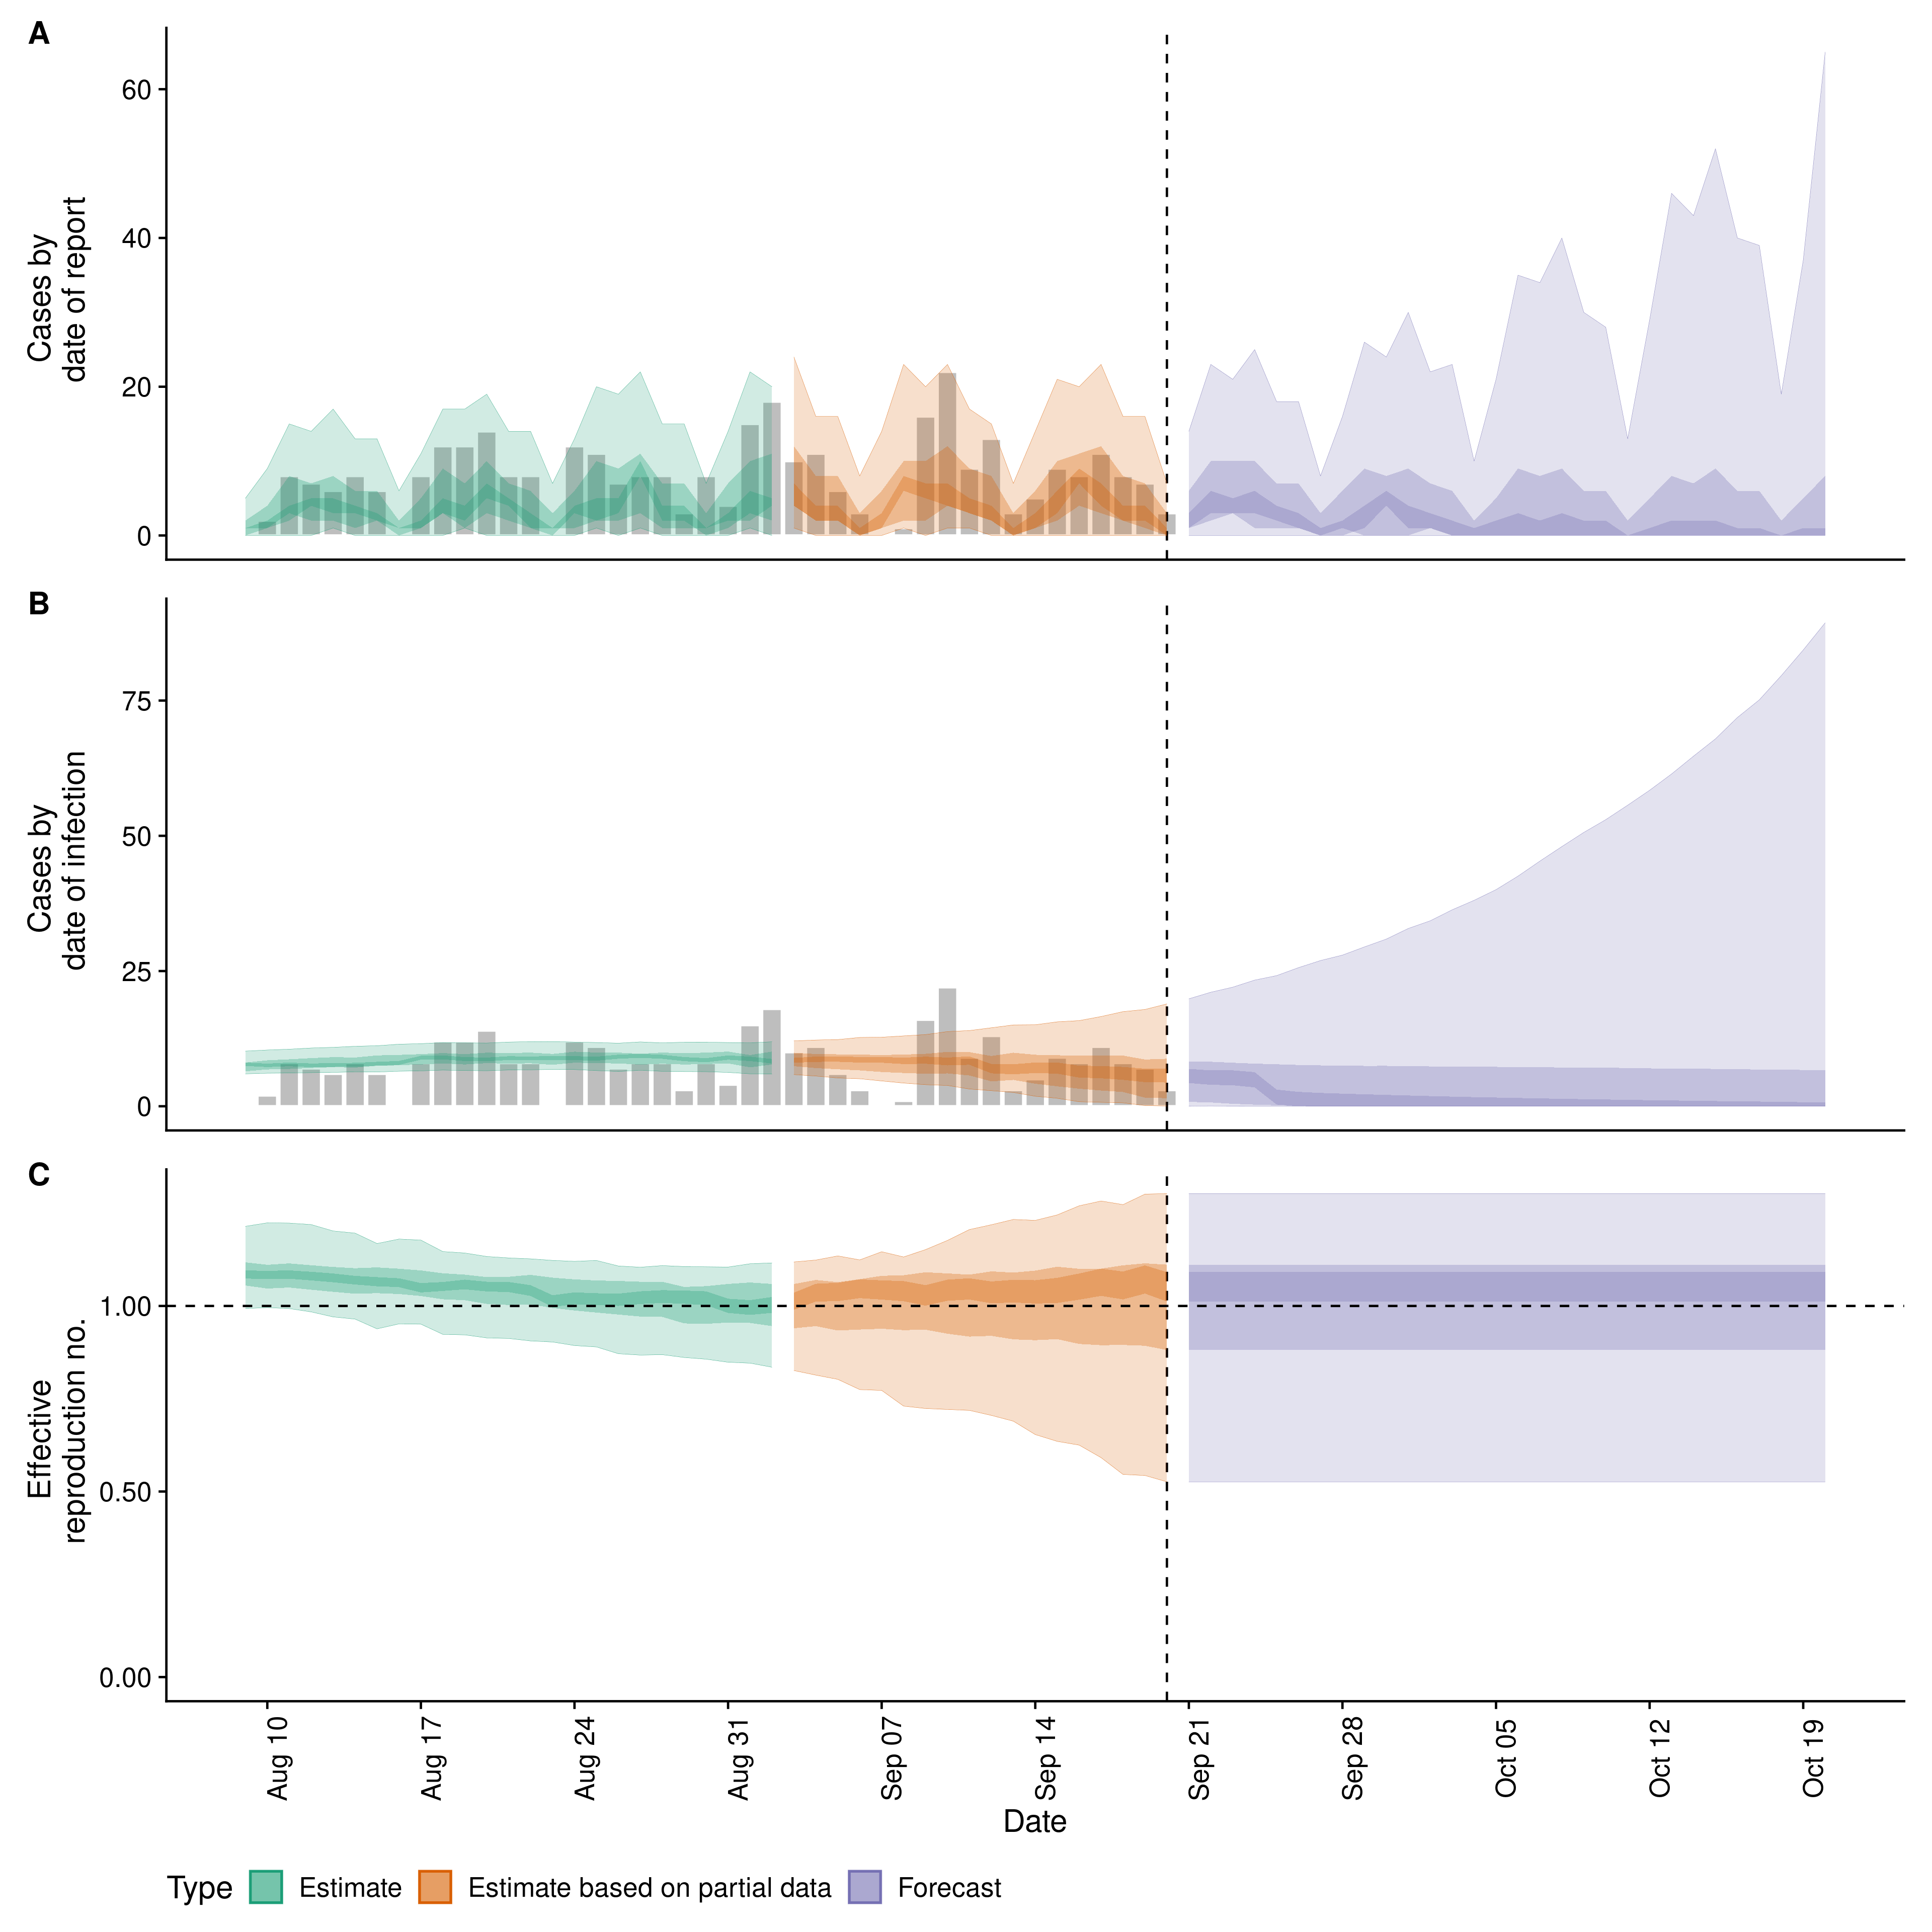 A
Cases by
date of report
60
40
20
0
B
Cases by
date of infection
75
50
25
0
C
Effective
reproduction no.
1.00
0.50
0.00
Aug 10
Aug 17
Aug 24
Aug 31
Sep 07
Sep 14
Sep 21
Sep 28
Oct 05
Oct 12
Oct 19
Date
Type Estimate Estimate based on partial data Forecast